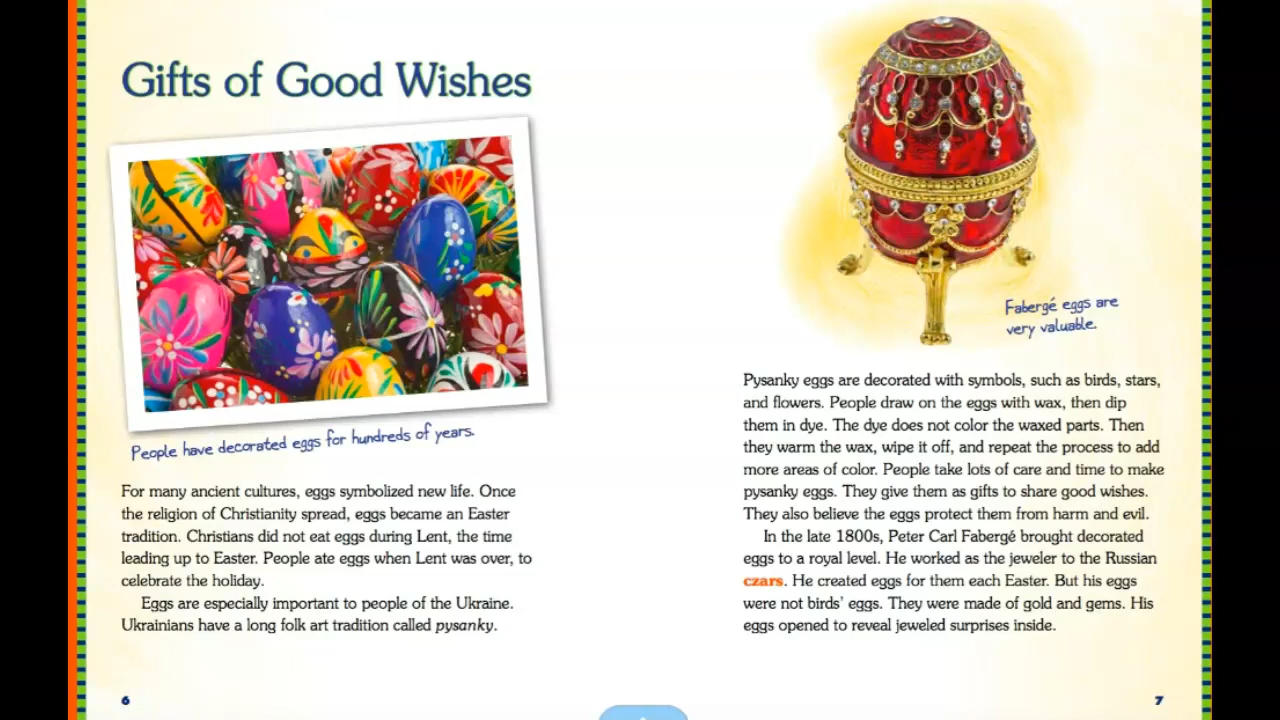 Gifts of Good Wishes
People have decorated eggs for hundreds of years.
For many ancient cultures, eggs symbolized new life. Once
the religion of Christianity spread, eggs became an Easter
tradition. Christians did not eat eggs during Lent, the time
leading up to Easter. People ate eggs when Lent was over, to
celebrate the holiday.
Eggs are especially important to people of the Ukraine.
Ukrainians have a long folk art tradition called pysanky.
6
Fabergé eggs are
very valuable.
Pysanky eggs are decorated with symbols, such as birds, stars,
and flowers. People draw on the eggs with wax, then dip
them in dye. The dye does not color the waxed parts. Then
they warm the wax, wipe it off, and repeat the process to add
more areas of color. People take lots of care and time to make
pysanky eggs. They give them as gifts to share good wishes.
They also believe the eggs protect them from harm and evil.
In the late 1800s, Peter Carl Fabergé brought decorated
eggs to a royal level. He worked as the jeweler to the Russian
czars. He created eggs for them each Easter. But his eggs
were not birds' eggs. They were made of gold and gems. His
eggs opened to reveal jeweled surprises inside.
7